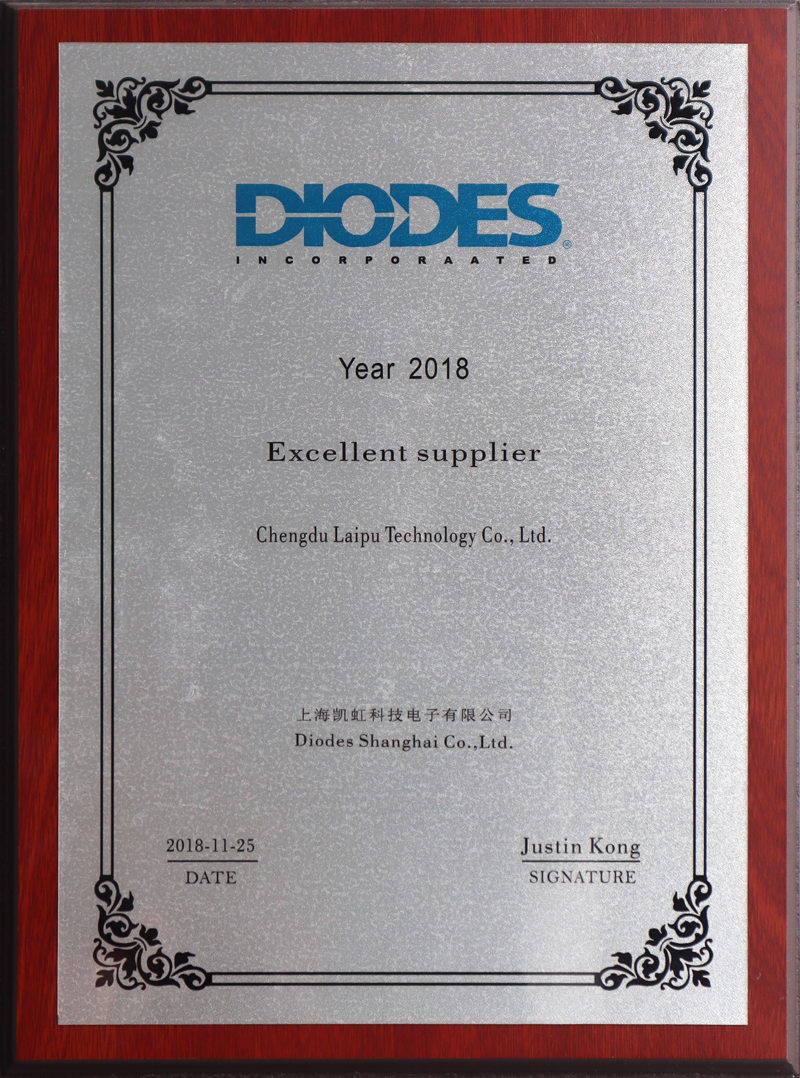 DIODES®
INCORPORAATED
Year 2018
Excellent supplier
Chengdu Laipu Technology Co., Ltd.
上海凯虹科技电子有限公司
Diodes Shanghai Co.,Ltd.
2018-11-25
DATE
Justin Kong
SIGNATURE